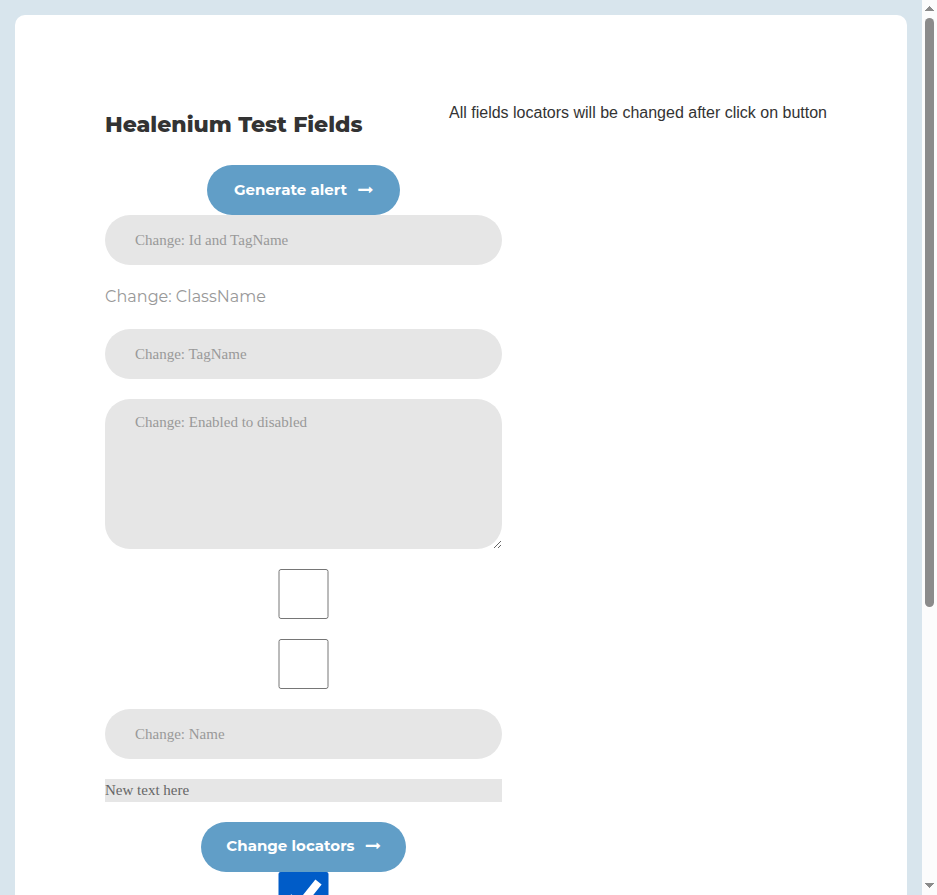 Healenium Test Fields
All fields locators will be changed after click on button
Generate alert
Change: Id and TagName
Change: ClassName
Change: TagName
Change: Enabled to disabled
Change: Name
New text here
Change locators